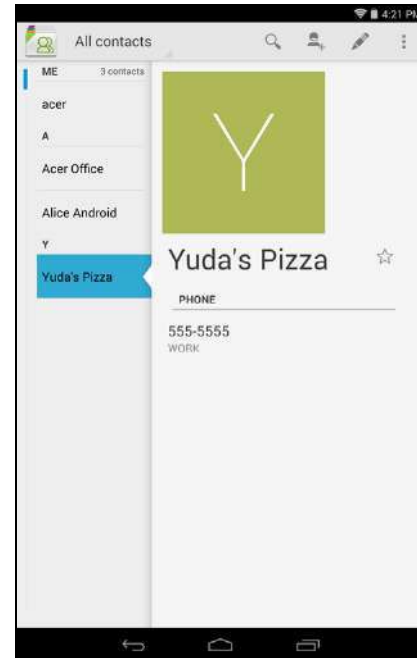 4:21 PM
All contacts
ME 3 contacts
acer
A
Acer Office
Alice Android
Y
Yuda's Pizza
Y
Yuda's Pizza
PHONE
555-5555
WORK